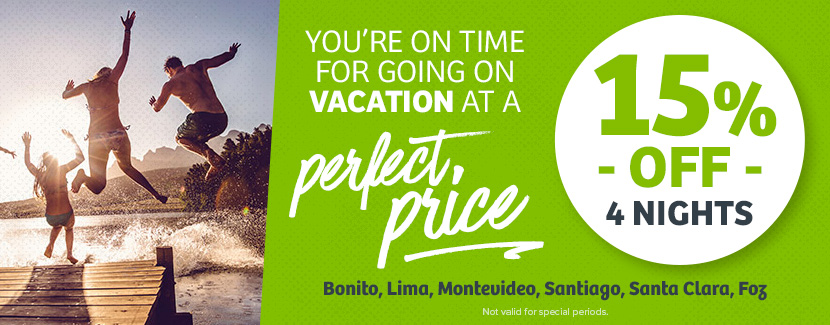 YOU'RE ON TIME
FOR GOING ON
VACATION AT A
perfect
price
15%
- OFF -
4 NIGHTS
Bonito, Lima, Montevideo, Santiago, Santa Clara, Foz
Not valid for special periods.